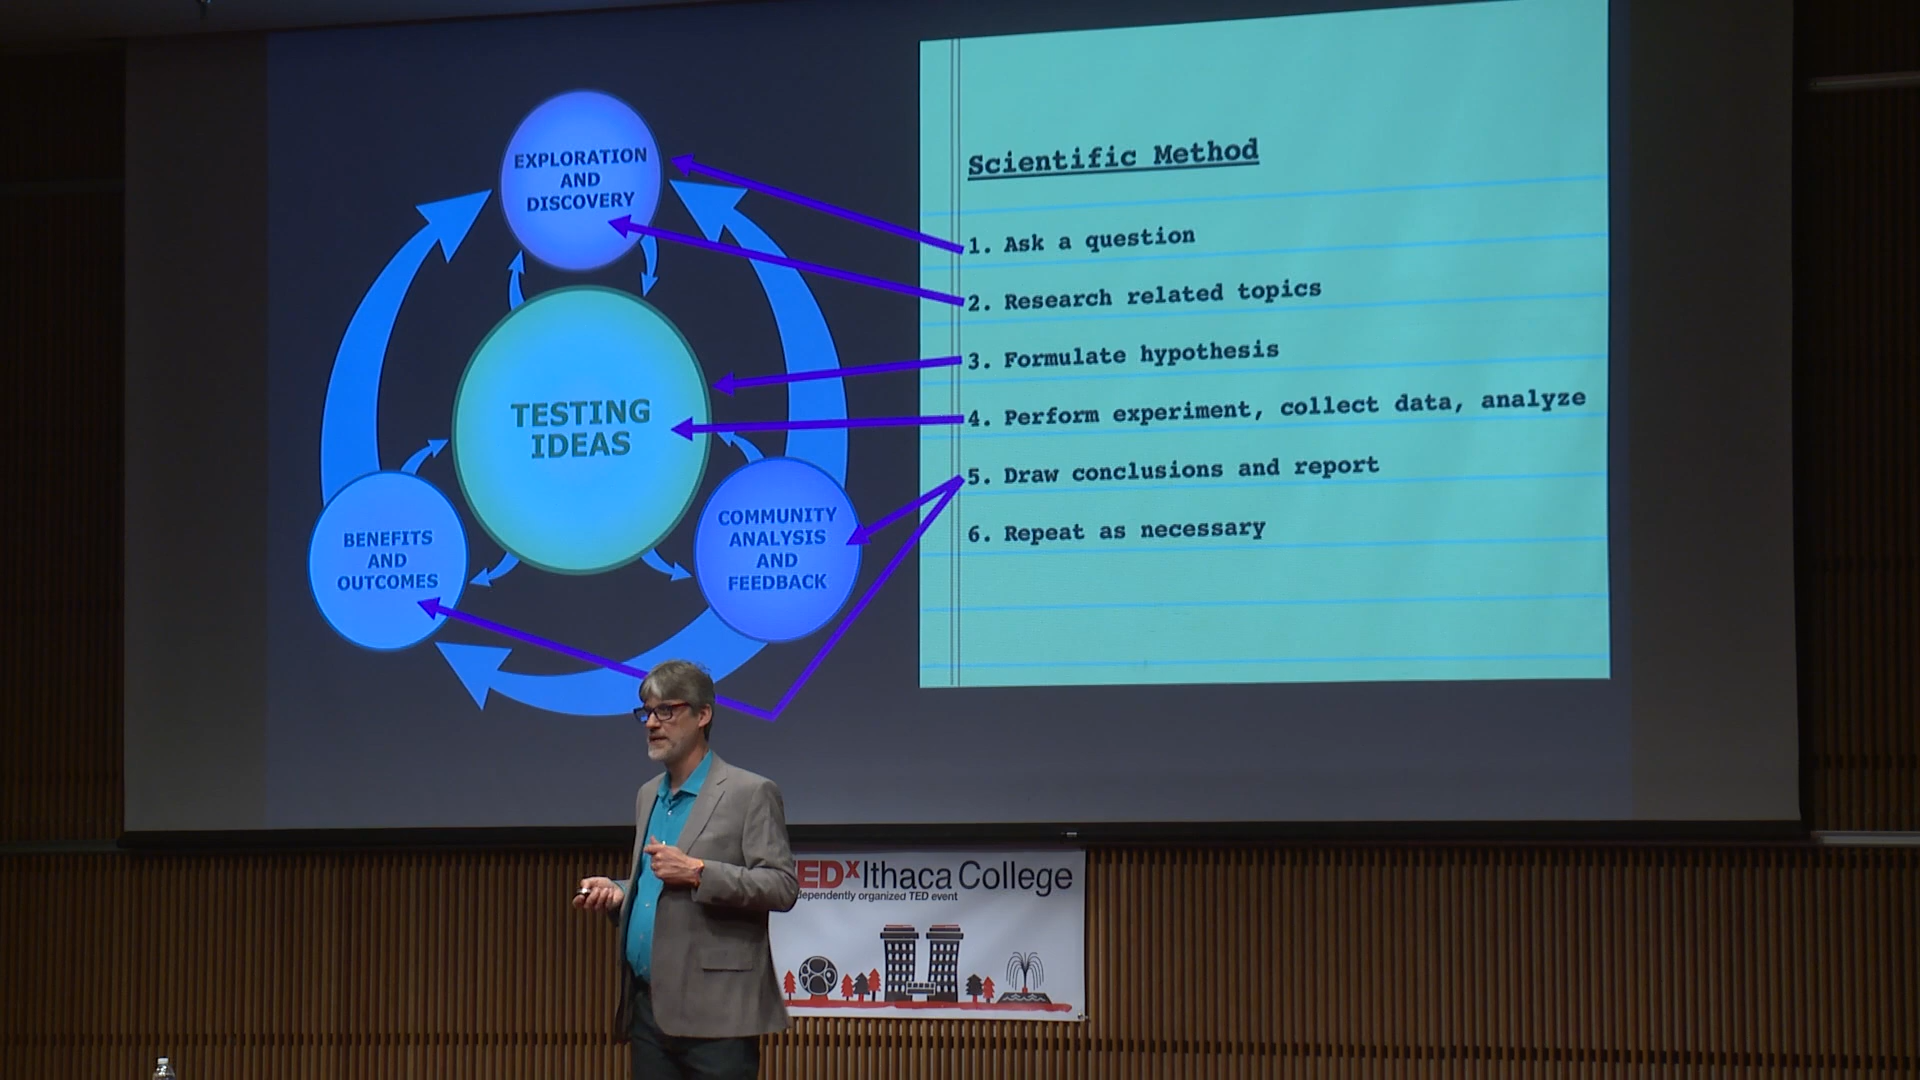 EXPLORATION
AND
DISCOVERY
TESTING
IDEAS
BENEFITS
AND
OUTCOMES
COMMUNITY
ANALYSIS
AND
FEEDBACK
Scientific Method
1. Ask a question
2. Research related topics
3. Formulate hypothesis
4. Perform experiment, collect data, analyze
5. Draw conclusions and report
6. Repeat as necessary
EDx Ithaca College
dependently organized TED event